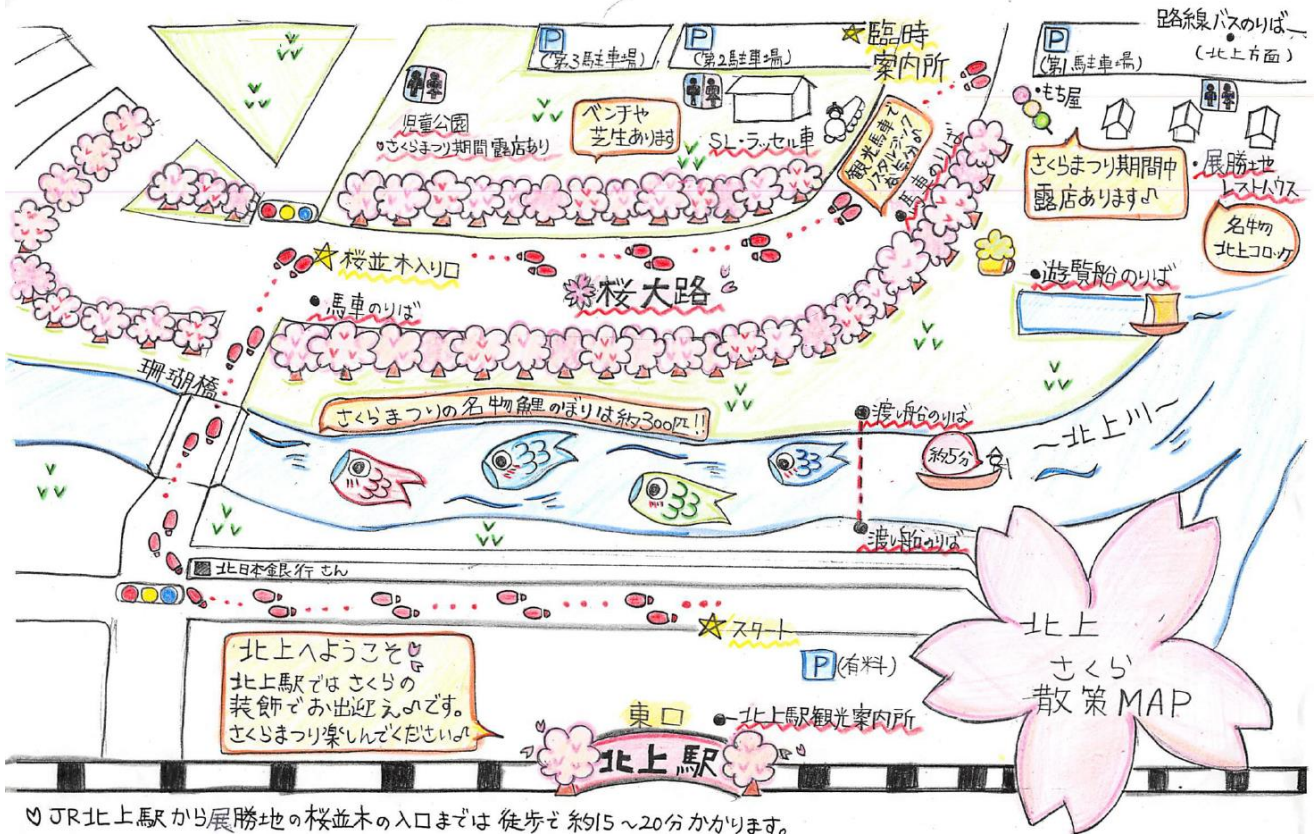 路線バスのりば
(北上方面)
P
(第3駐車場)
P
(第2駐車場)
☆臨時
案内所
P
(第1駐車場)
児童公園
♡さくらまつり期間露店あり
ベンチや
芝生あります
SL・ラッセル車
観光馬車で
ノスタルジック
馬車のりば
・もち屋
さくらまつり期間中
露店あります♪
・展勝地
レストハウス
名物
北上コロッケ
☆桜並木入り口
●馬車のりば
桜大路
●遊覧船のりば
珊瑚橋
さくらまつりの名物鯉のぼりは約300匹!!
渡し船のりば
約5分
～北上川～
渡し船のりば
北日本銀行さん
☆スタート
P(有料)
北上へようこそ
北上駅ではさくらの
装飾でお出迎え♪です。
さくらまつり楽しんでください♪
東口
●北上駅観光案内所
北上駅
北上
さくら
散策MAP
♡JR北上駅から展勝地の桜並木の入口までは徒歩で約15～20分かかります。